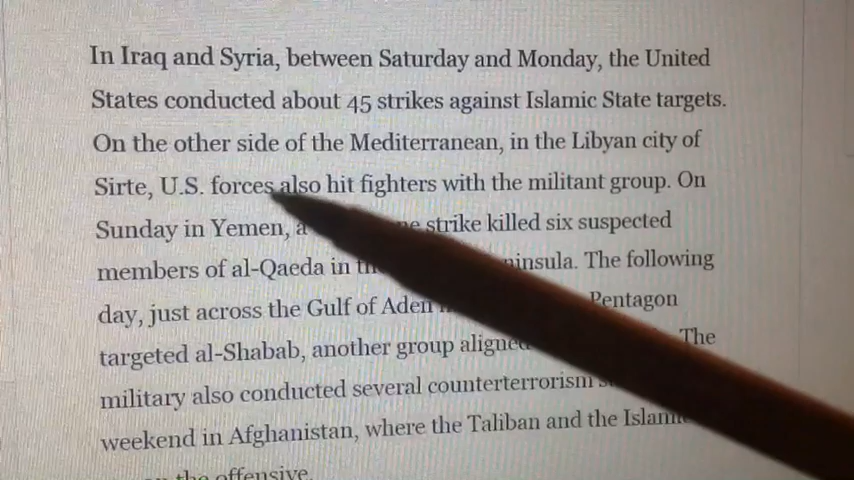 In Iraq and Syria, between Saturday and Monday, the United
States conducted about 45 strikes against Islamic State targets.
On the other side of the Mediterranean, in the Libyan city of
Sirte, U.S. forces also hit fighters with the militant group. On
Sunday in Yemen, a strike killed six suspected
members of al-Qaeda in The following
day, just across the Gulf of Aden Pentagon
targeted al-Shabab, another group aligned The
military also conducted several counterterrorism
weekend in Afghanistan, where the Taliban and the Islamic
the offensive.